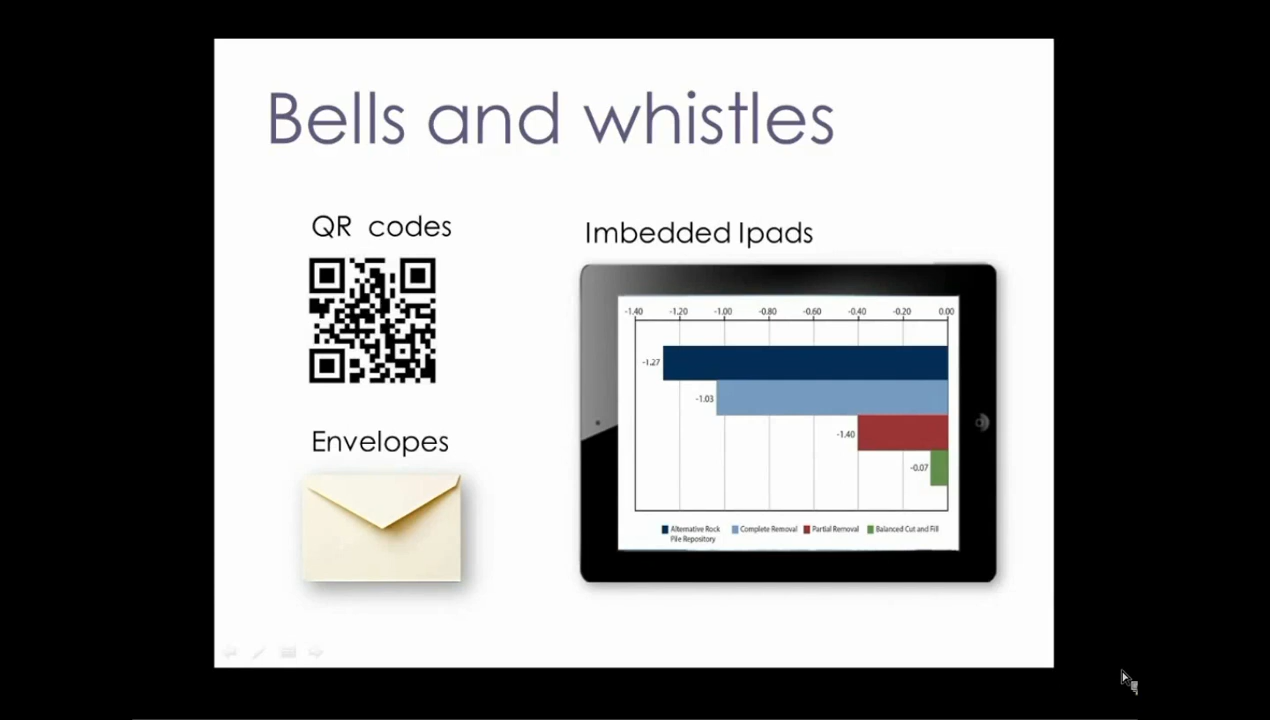 Bells and whistles
QR codes
Envelopes
Imbedded Ipads
-1.40 -1.20 -1.00 -0.80 -0.60 -0.40 -0.20 0.00
-1.27
-1.03
-1.40
-0.07
Alternative Rock
Pile Repository
Complete Removal
Partial Removal
Balanced Cut and Fill